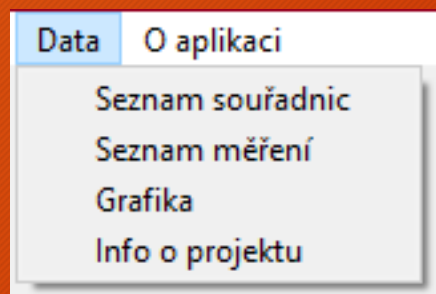 Data O aplikaci
Seznam souřadnic
Seznam měření
Grafika
Info o projektu